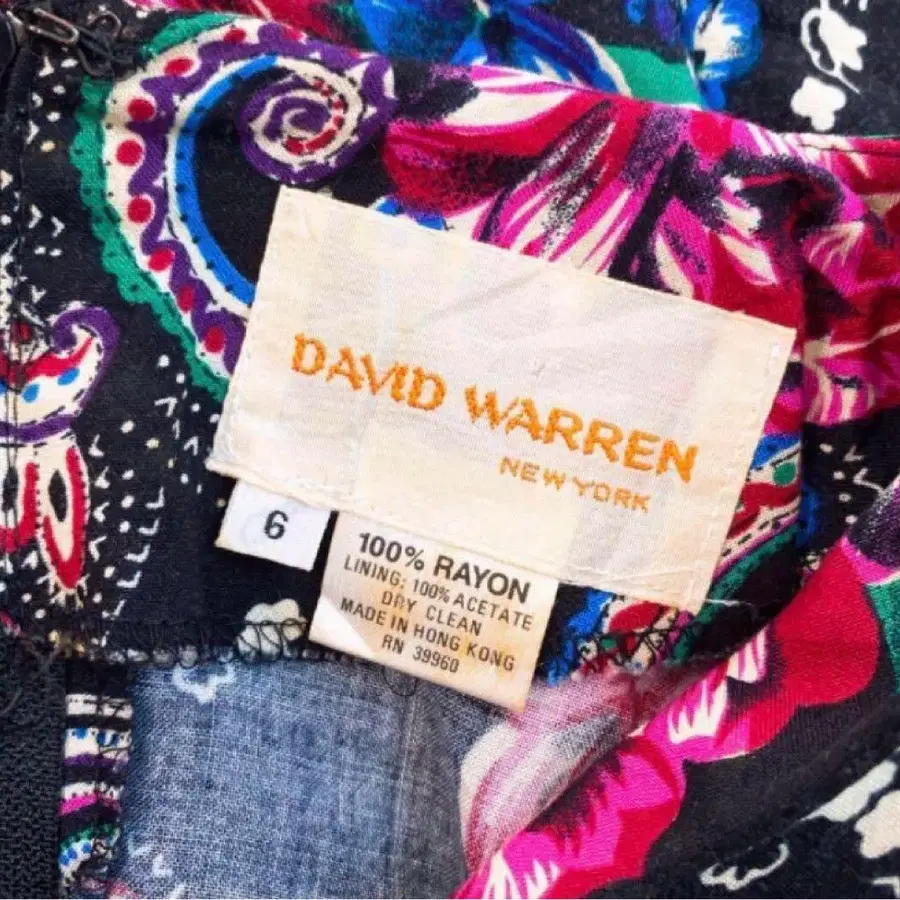 DAVID WARREN
NEW YORK
6
100% RAYON
LINING: 100% ACETATE
DRY CLEAN
MADE IN HONG KONG
RN 39960